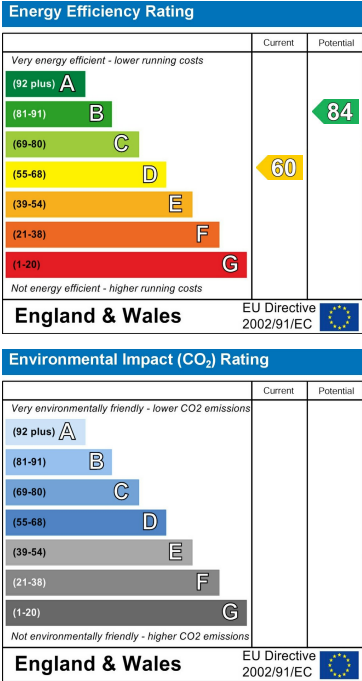 Energy Efficiency Rating
Current Potential
Very energy efficient - lower running costs
(92 plus) A
(81-91) B
84
(69-80) C
(55-68) D
60
(39-54) E
(21-38) F
(1-20) G
Not energy efficient - higher running costs
England & Wales
EU Directive
2002/91/EC
Environmental Impact (CO₂) Rating
Current Potential
Very environmentally friendly - lower CO2 emissions
(92 plus) A
(81-91) B
(69-80) C
(55-68) D
(39-54) E
(21-38) F
(1-20) G
Not environmentally friendly - higher CO2 emissions
England & Wales
EU Directive
2002/91/EC